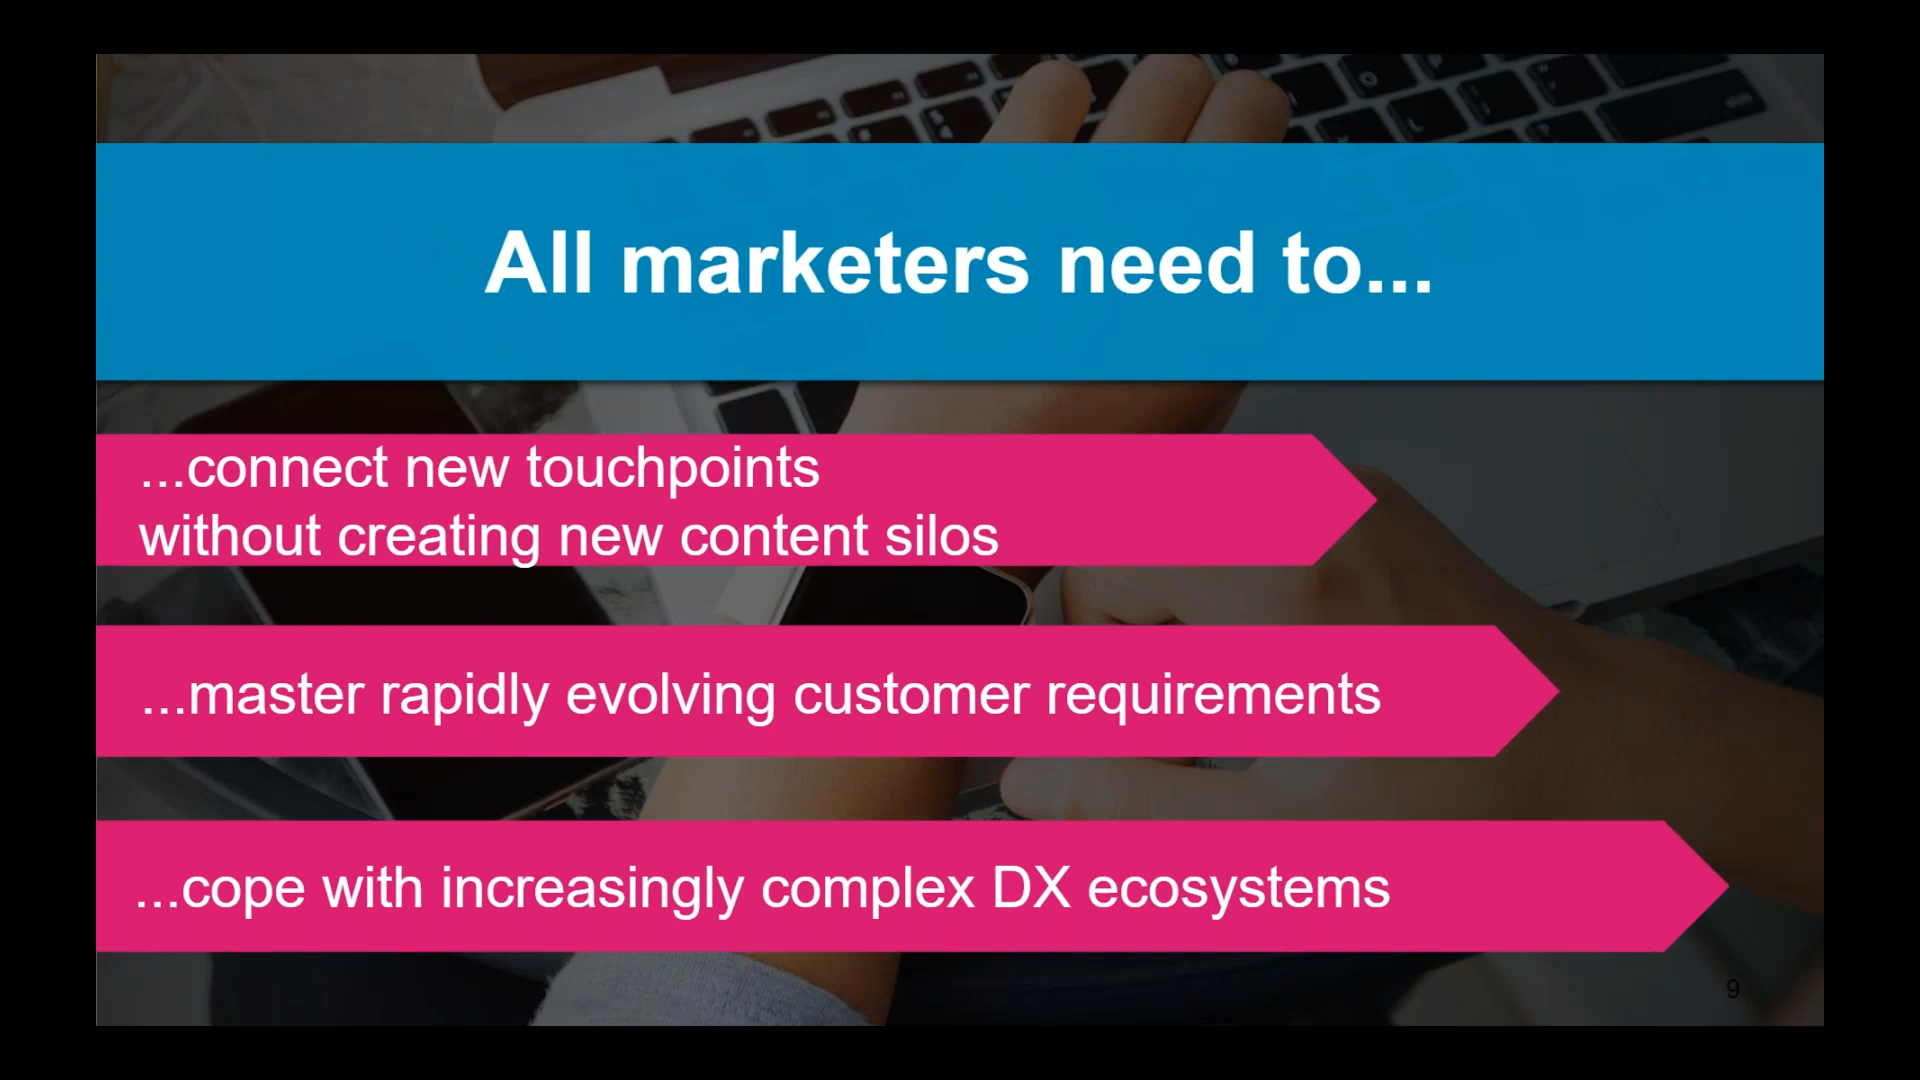 All marketers need to...
...connect new touchpoints
without creating new content silos
...master rapidly evolving customer requirements
...cope with increasingly complex DX ecosystems
9